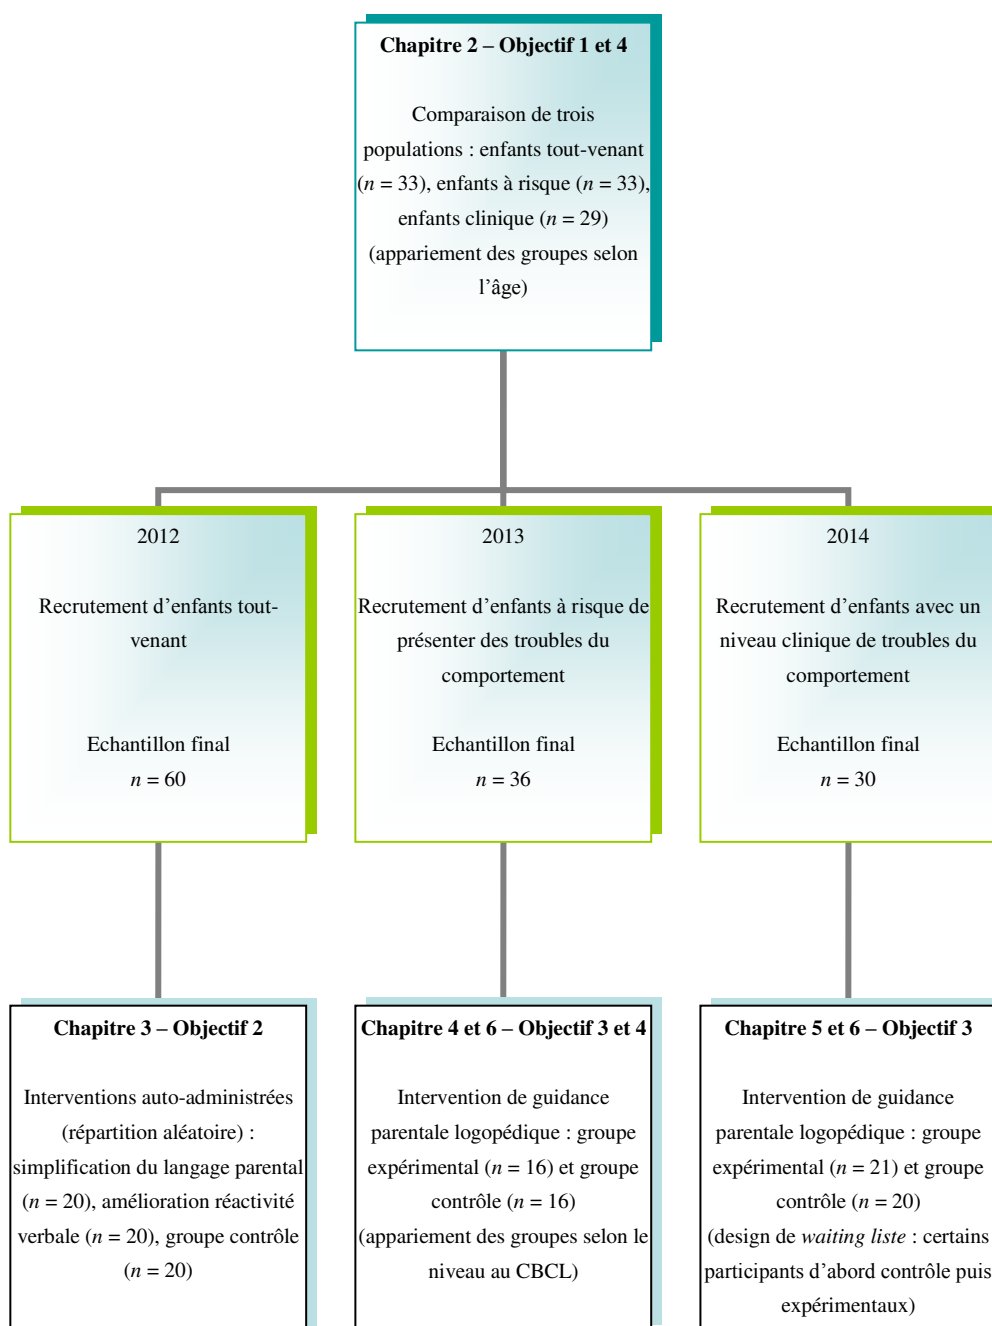 Chapitre 2 – Objectif 1 et 4
Comparaison de trois
populations : enfants tout-venant
(n = 33), enfants à risque (n = 33),
enfants clinique (n = 29)
(appariement des groupes selon
l’âge)
2012
Recrutement d’enfants tout-
venant
Echantillon final
n = 60
2013
Recrutement d’enfants à risque de
présenter des troubles du
comportement
Echantillon final
n = 36
2014
Recrutement d’enfants avec un
niveau clinique de troubles du
comportement
Echantillon final
n = 30
Chapitre 3 – Objectif 2
Interventions auto-administrées
(répartition aléatoire) :
simplification du langage parental
(n = 20), amélioration réactivité
verbale (n = 20), groupe contrôle
(n = 20)
Chapitre 4 et 6 – Objectif 3 et 4
Intervention de guidance
parentale logopédique : groupe
expérimental (n = 16) et groupe
contrôle (n = 16)
(appariement des groupes selon le
niveau au CBCL)
Chapitre 5 et 6 – Objectif 3
Intervention de guidance
parentale logopédique : groupe
expérimental (n = 21) et groupe
contrôle (n = 20)
(design de waiting liste : certains
participants d’abord contrôle puis
expérimentaux)